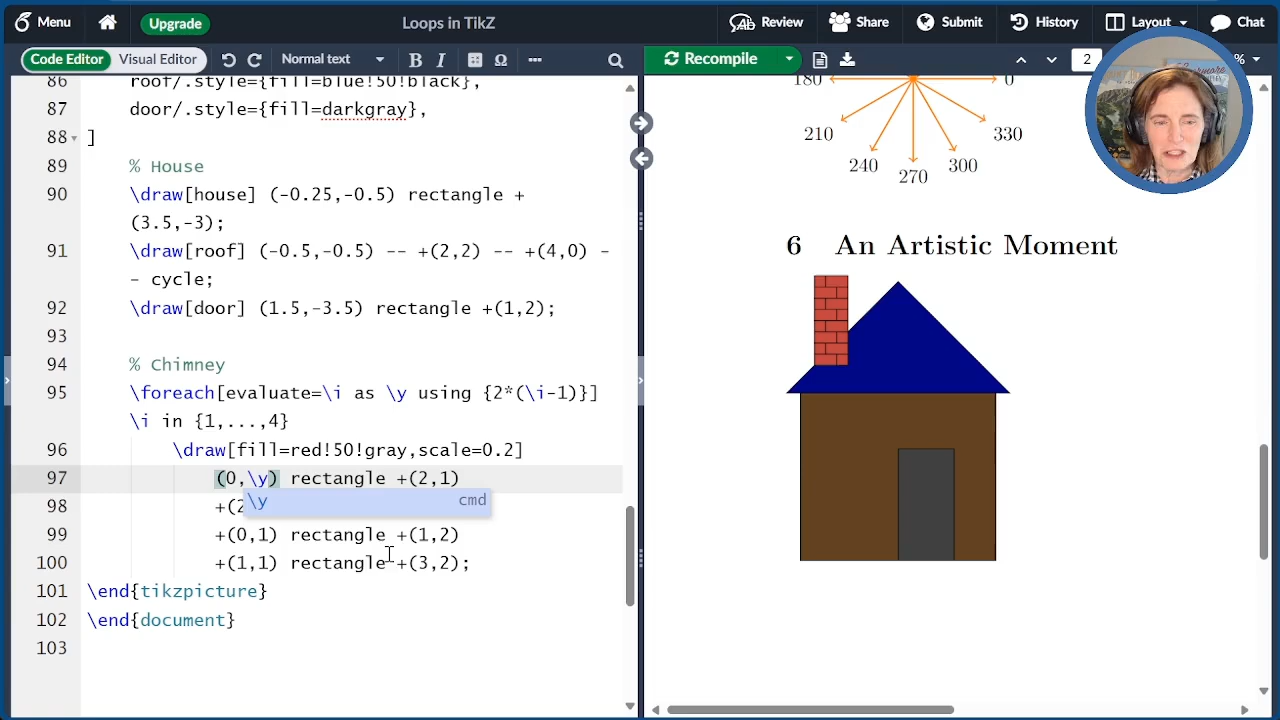 Menu
Upgrade
Loops in TikZ
Review
Share
Submit
History
Layout
Chat
Code Editor
Visual Editor
Normal text
B
I
Ω
Recompile
2
%
86 roof/.style={fill=blue!50!black},
87 door/.style={fill=darkgray},
88 ]
89 % House
90 \draw[house] (-0.25,-0.5) rectangle +
(3.5,-3);
91 \draw[roof] (-0.5,-0.5) -- +(2,2) -- +(4,0) -
- cycle;
92 \draw[door] (1.5,-3.5) rectangle +(1,2);
93
94 % Chimney
95 \foreach[evaluate=\i as \y using {2*(\i-1)}]
\i in {1,...,4}
96 \draw[fill=red!50!gray,scale=0.2]
97 (0,\y) rectangle +(2,1)
98 +(2
\y cmd
99 +(0,1) rectangle +(1,2)
100 +(1,1) rectangle +(3,2);
101 \end{tikzpicture}
102 \end{document}
103
180
0
210
330
240
300
270
6 An Artistic Moment